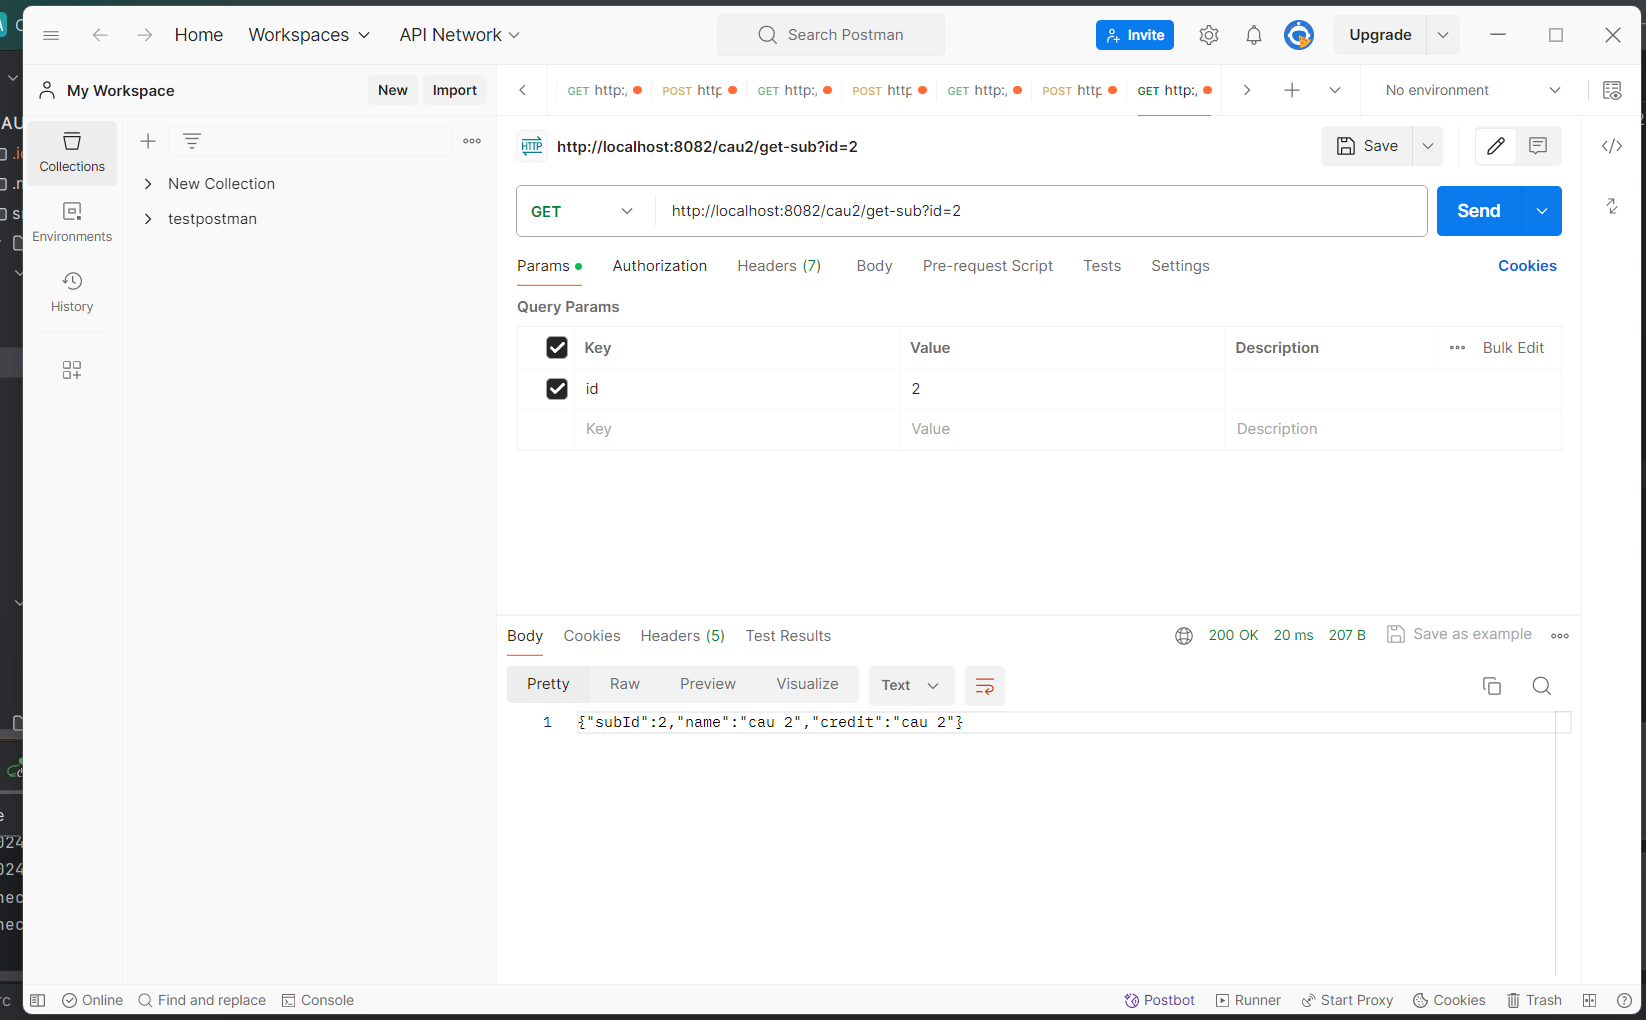 Home Workspaces API Network Search Postman Invite Upgrade
My Workspace New Import GET http:/ POST http GET http:/ POST http GET http:/ POST http GET http:/ No environment
Collections
Environments
History
New Collection
testpostman
HTTP http://localhost:8082/cau2/get-sub?id=2 Save
GET http://localhost:8082/cau2/get-sub?id=2 Send
Params Authorization Headers (7) Body Pre-request Script Tests Settings Cookies
Query Params
Key Value Description Bulk Edit
id 2
Key Value Description
Body Cookies Headers (5) Test Results 200 OK 20 ms 207 B Save as example
Pretty Raw Preview Visualize Text
1 {"subId":2,"name":"cau 2","credit":"cau 2"}
Online Find and replace Console Postbot Runner Start Proxy Cookies Trash